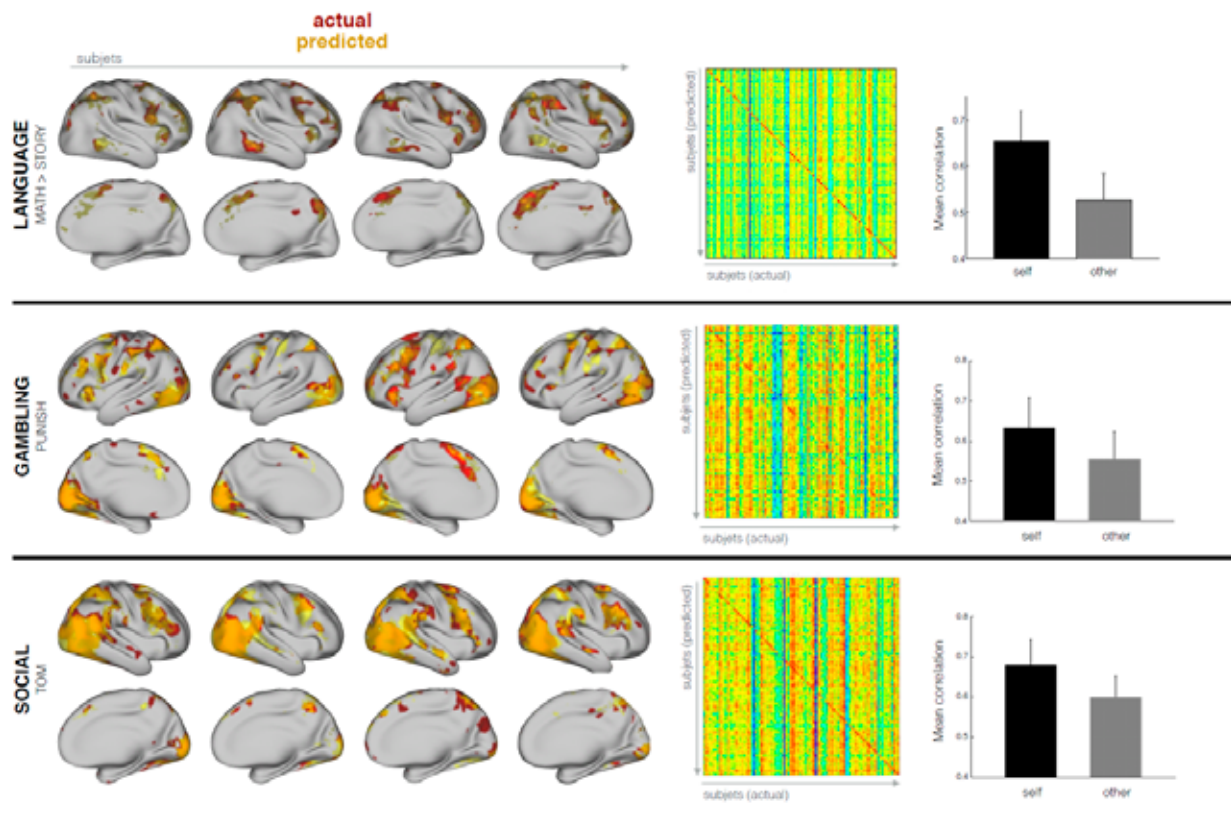 actual
predicted
subjets
LANGUAGE
MATH > STORY
subjets (predicted)
subjets (actual)
Mean correlation
0.7
0.6
0.5
0.4
self
other
GAMBLING
PUNISH
subjets (predicted)
subjets (actual)
Mean correlation
0.8
0.7
0.6
0.5
0.4
self
other
SOCIAL
TOM
subjets (predicted)
subjets (actual)
Mean correlation
0.8
0.7
0.6
0.5
0.4
self
other